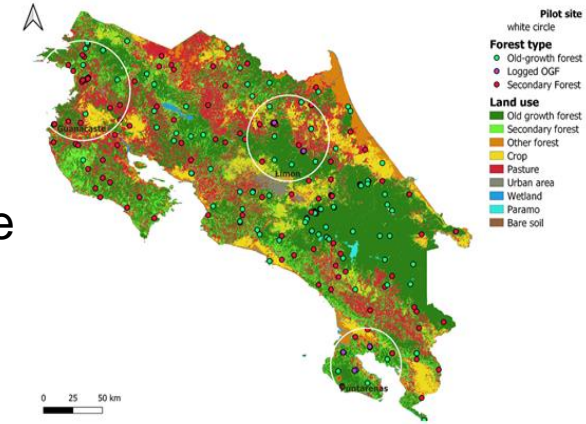 e
Guanacaste
Limon
Puntarenas
0 25 50 km
Pilot site
white circle
Forest type
Old-growth forest
Logged OGF
Secondary Forest
Land use
Old growth forest
Secondary forest
Other forest
Crop
Pasture
Urban area
Wetland
Paramo
Bare soil